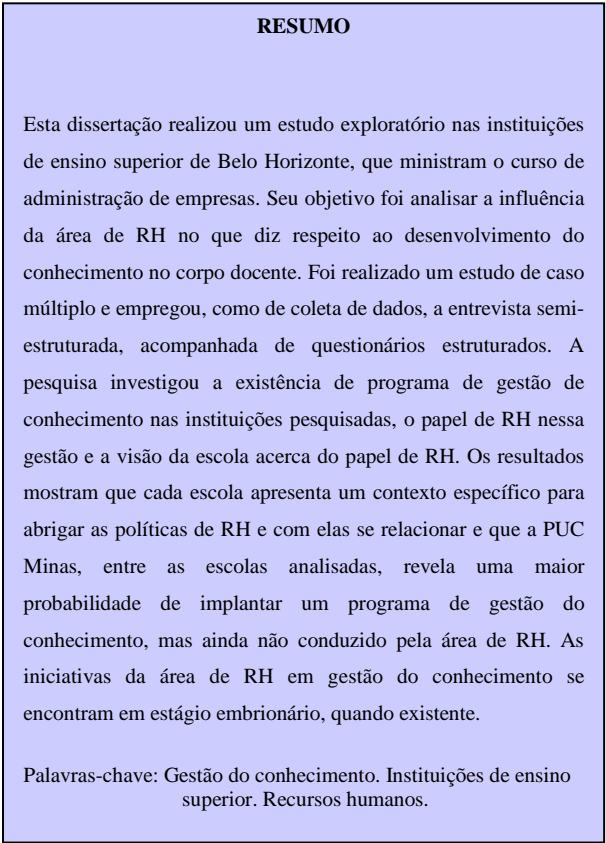 RESUMO
Esta dissertação realizou um estudo exploratório nas instituições
de ensino superior de Belo Horizonte, que ministram o curso de
administração de empresas. Seu objetivo foi analisar a influência
da área de RH no que diz respeito ao desenvolvimento do
conhecimento no corpo docente. Foi realizado um estudo de caso
múltiplo e empregou, como de coleta de dados, a entrevista semi-
estruturada, acompanhada de questionários estruturados. A
pesquisa investigou a existência de programa de gestão de
conhecimento nas instituições pesquisadas, o papel de RH nessa
gestão e a visão da escola acerca do papel de RH. Os resultados
mostram que cada escola apresenta um contexto específico para
abrigar as políticas de RH e com elas se relacionar e que a PUC
Minas, entre as escolas analisadas, revela uma maior
probabilidade de implantar um programa de gestão do
conhecimento, mas ainda não conduzido pela área de RH. As
iniciativas da área de RH em gestão do conhecimento se
encontram em estágio embrionário, quando existente.
Palavras-chave: Gestão do conhecimento. Instituições de ensino
superior. Recursos humanos.